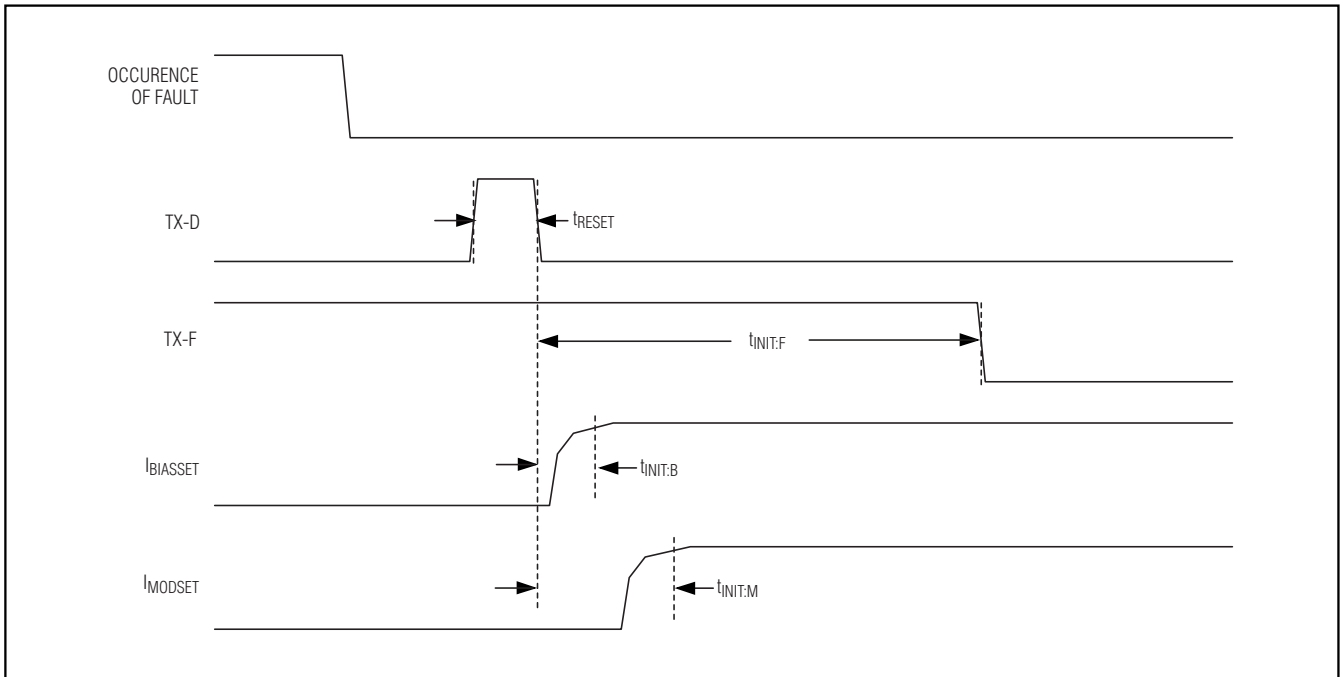 OCCURENCE
OF FAULT
TX-D
tRESET
TX-F
tINIT:F
IBIASSET
tINIT:B
IMODSET
tINIT:M